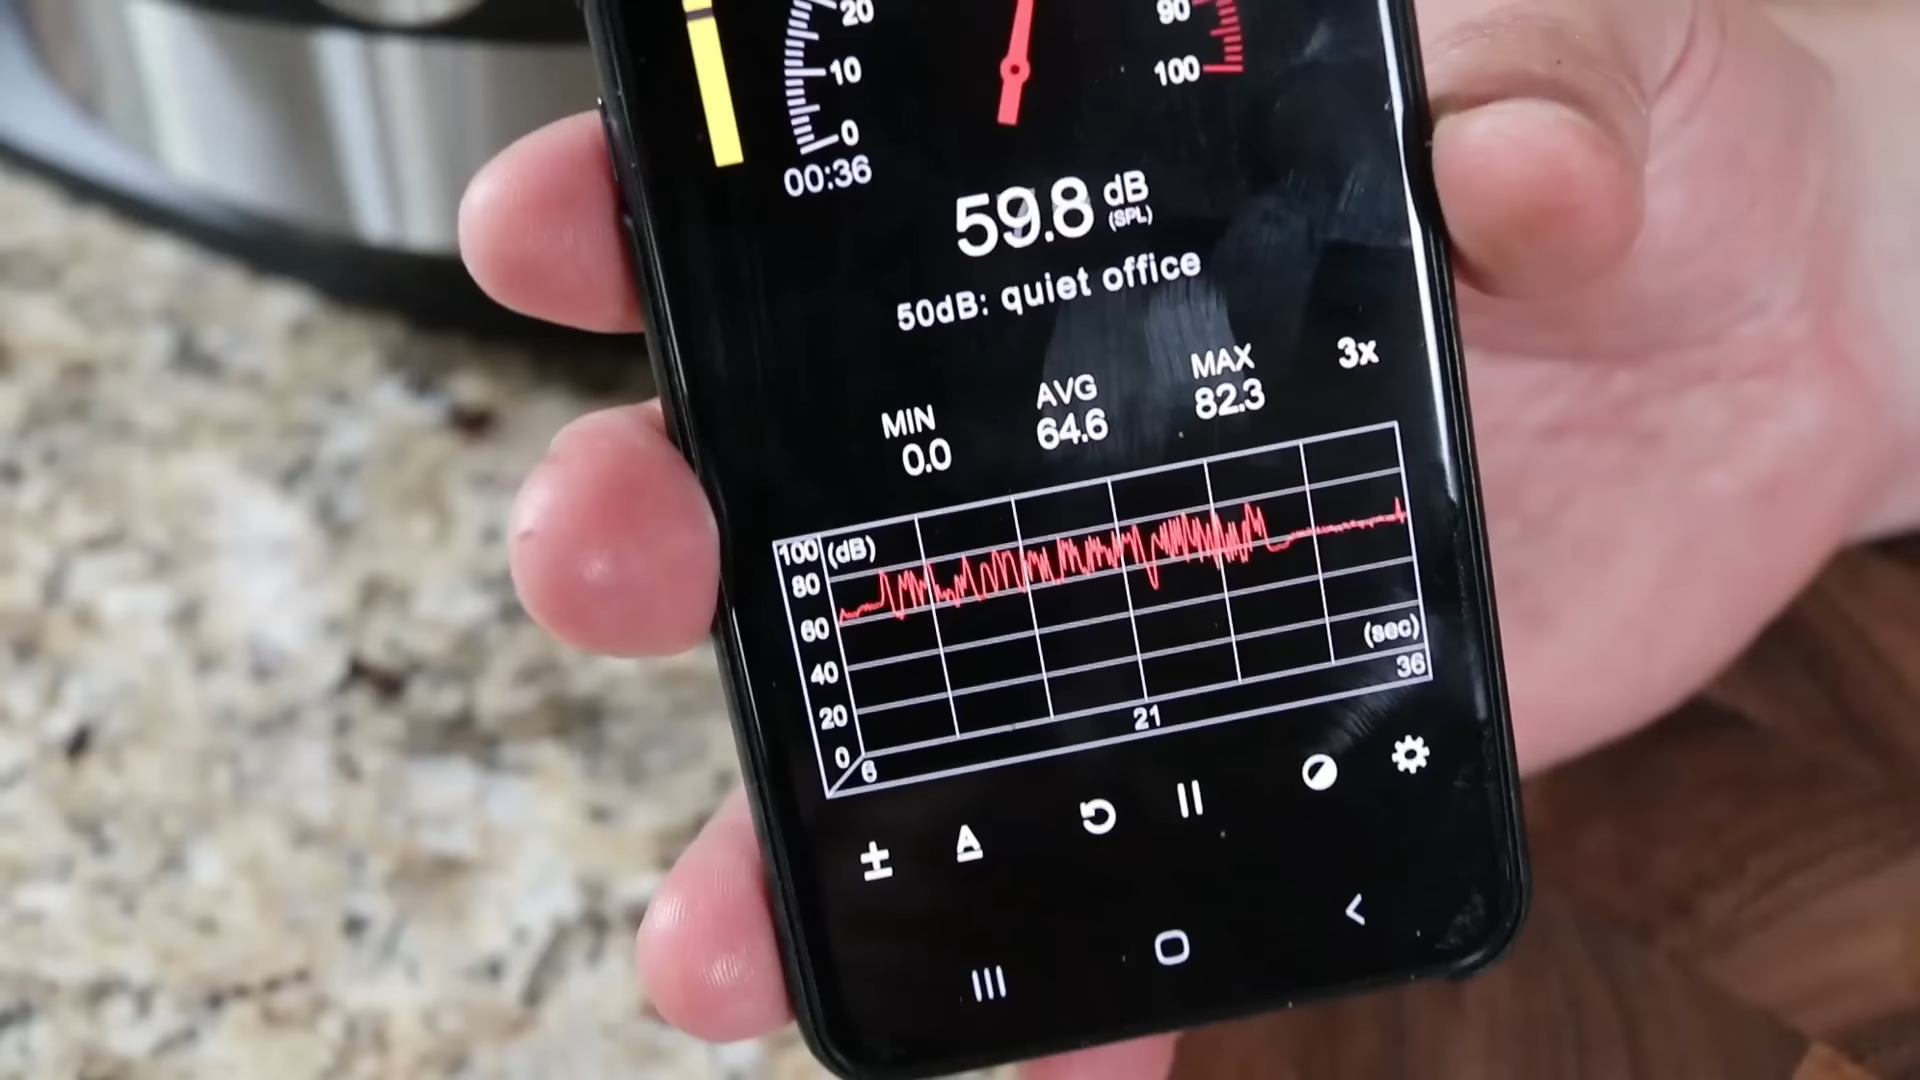 20 90
10 100
0
00:36
59.8 dB
(SPL)
50dB: quiet office
MIN AVG MAX 3x
0.0 64.6 82.3
100 (dB)
80
60
40
20
0
6 21 36
(sec)
A